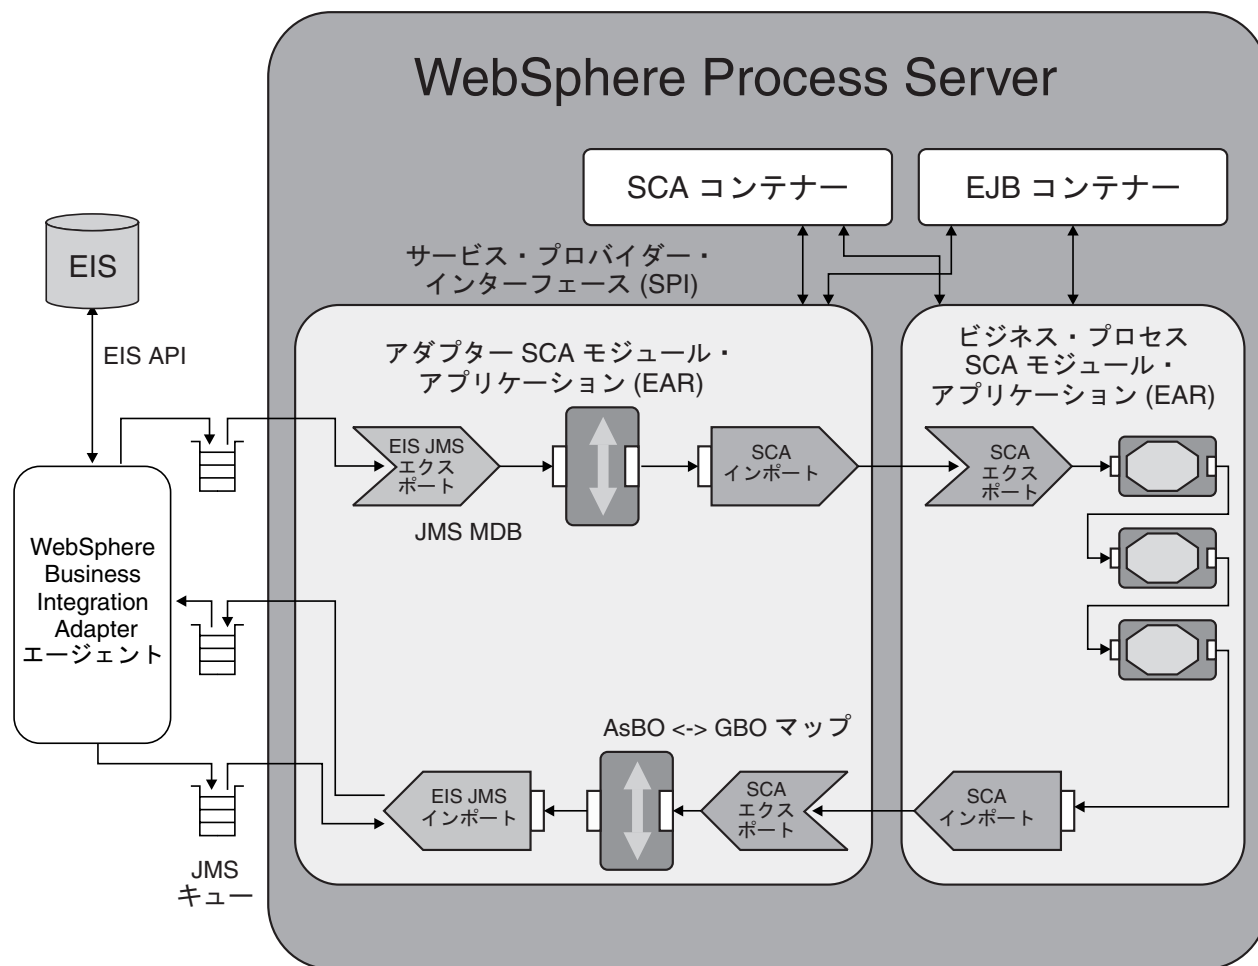 WebSphere Process Server
SCA コンテナー
EJB コンテナー
EIS
サービス・プロバイダー・
インターフェース (SPI)
EIS API
アダプター SCA モジュール・
アプリケーション (EAR)
ビジネス・プロセス
SCA モジュール・
アプリケーション (EAR)
EIS JMS
エクス
ポート
SCA
インポート
SCA
エクス
ポート
JMS MDB
WebSphere
Business
Integration
Adapter
エージェント
AsBO <-> GBO マップ
EIS JMS
インポート
SCA
エクス
ポート
SCA
インポート
JMS
キュー